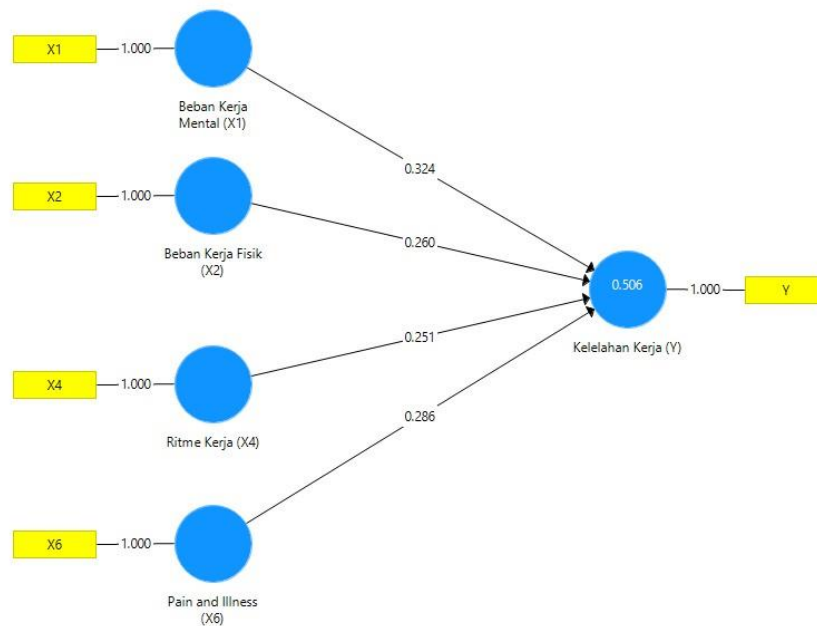 X1
1.000
Beban Kerja
Mental (X1)
0.324
X2
1.000
Beban Kerja Fisik
(X2)
0.260
0.506
1.000
Y
Kelelahan Kerja (Y)
0.251
X4
1.000
Ritme Kerja (X4)
0.286
X6
1.000
Pain and Illness
(X6)